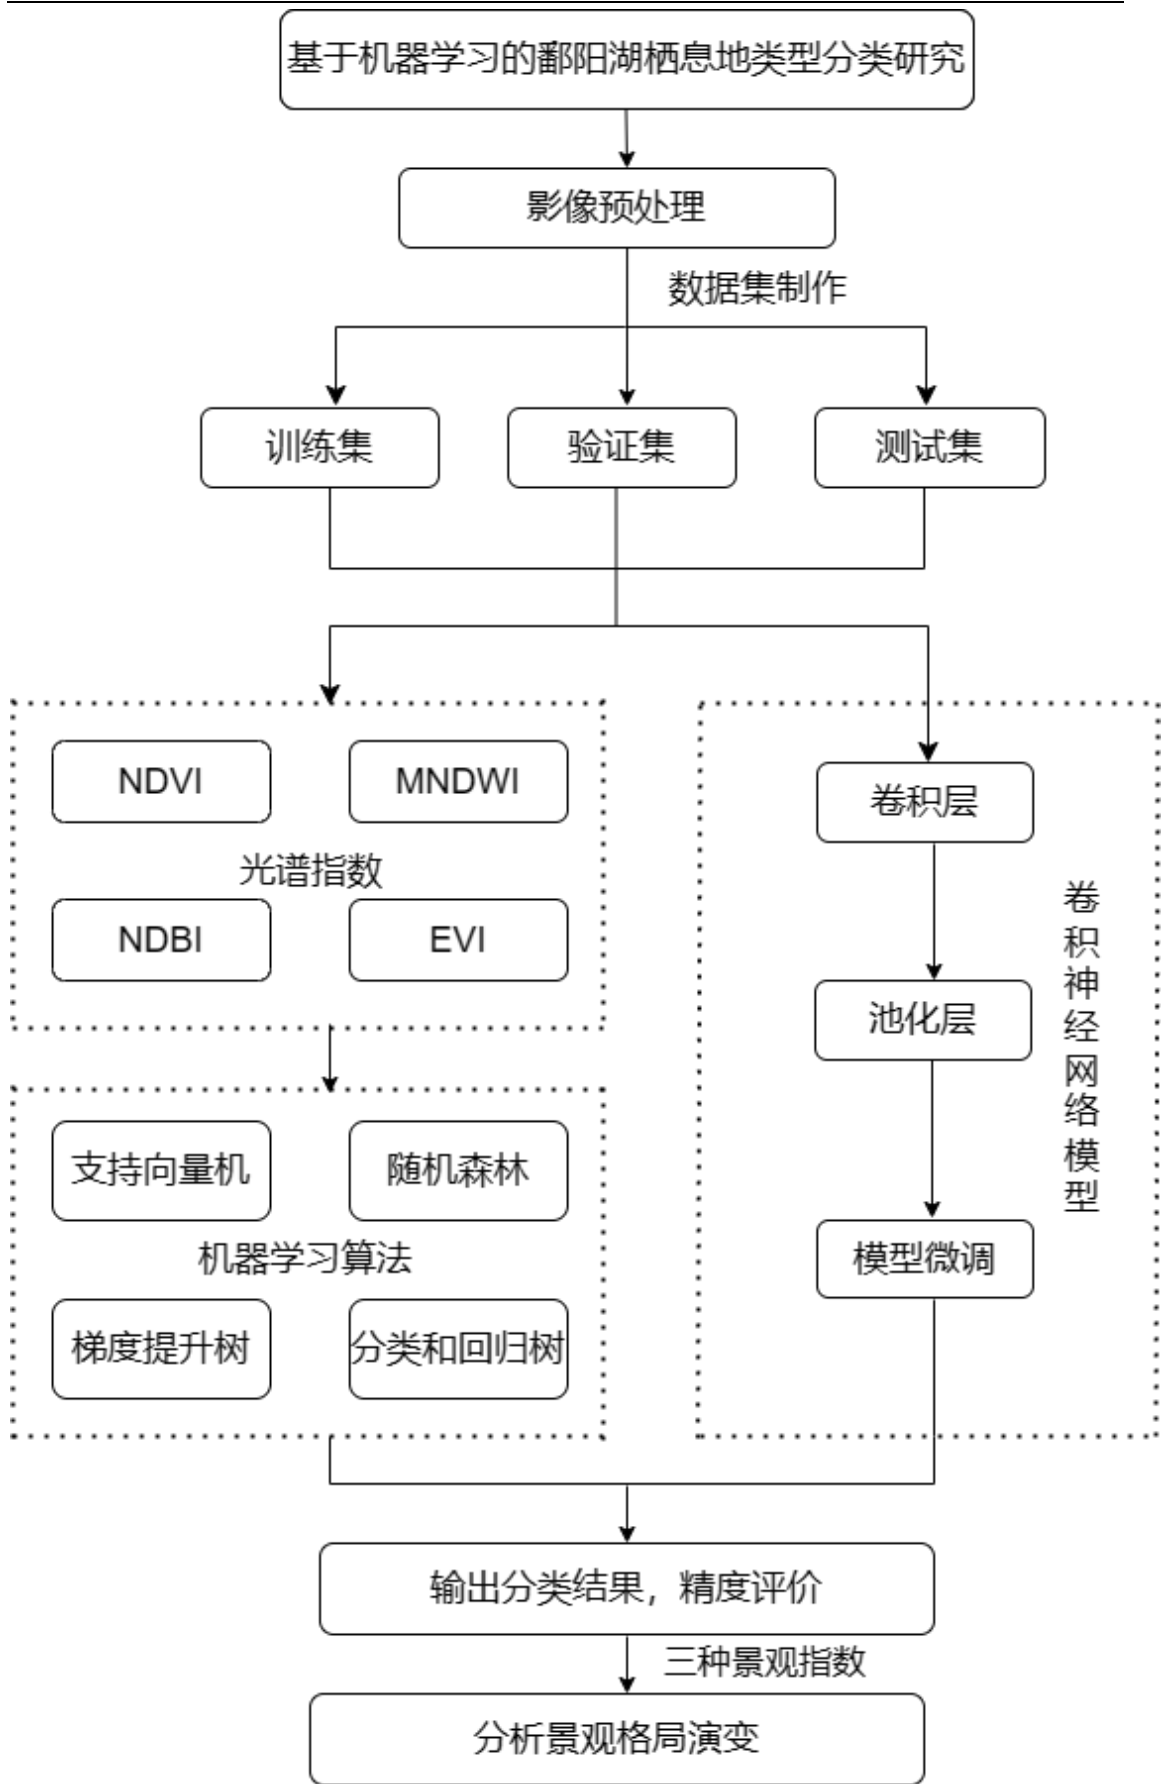 基于机器学习的鄱阳湖栖息地类型分类研究
影像预处理
数据集制作
训练集
验证集
测试集
NDVI
MNDWI
光谱指数
NDBI
EVI
支持向量机
随机森林
机器学习算法
梯度提升树
分类和回归树
卷积层
池化层
模型微调
卷积神经网络模型
输出分类结果，精度评价
三种景观指数
分析景观格局演变